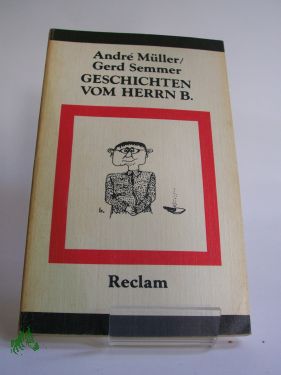 André Müller/
Gerd Semmer
GESCHICHTEN
VOM HERRN B.
Reclam